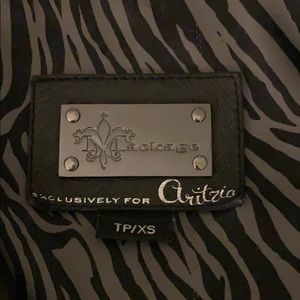 Mackage
EXCLUSIVELY FOR Aritzia
TP/XS